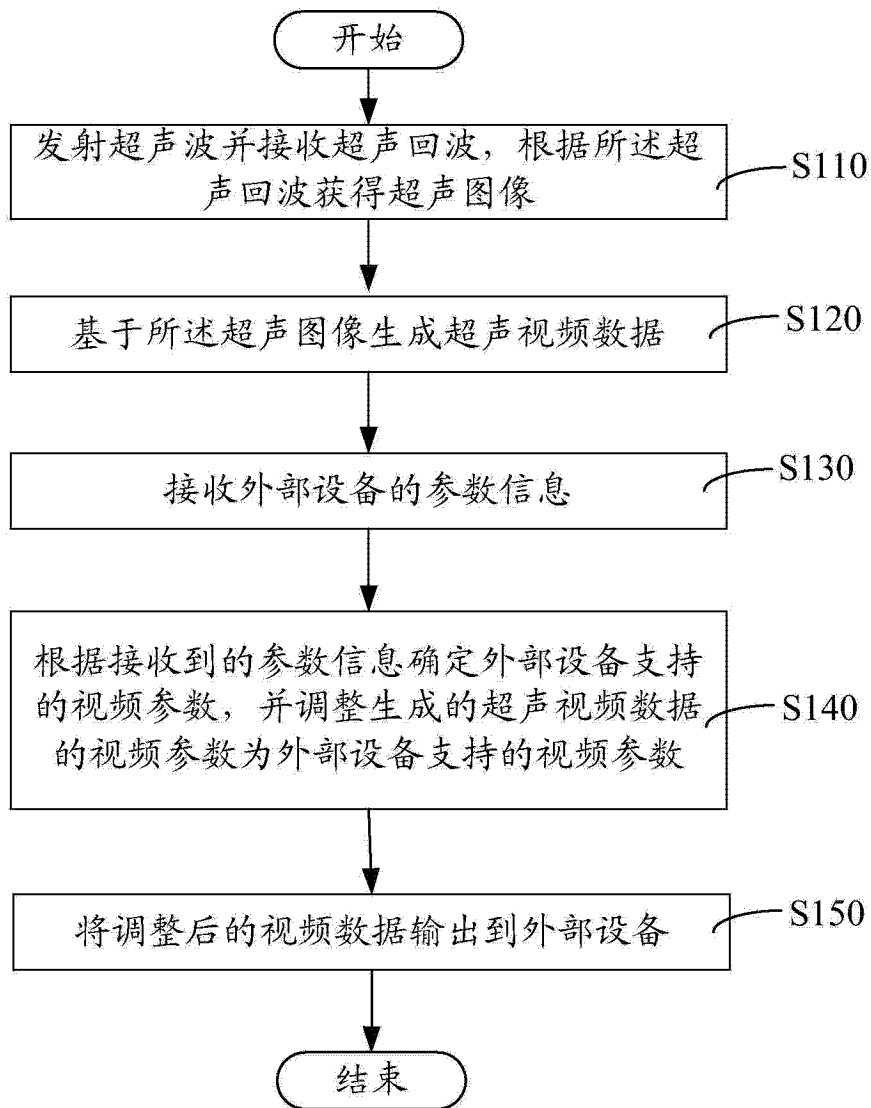 开始
发射超声波并接收超声回波，根据所述超
声回波获得超声图像
S110
基于所述超声图像生成超声视频数据
S120
接收外部设备的参数信息
S130
根据接收到的参数信息确定外部设备支持
的视频参数，并调整生成的超声视频数据
的视频参数为外部设备支持的视频参数
S140
将调整后的视频数据输出到外部设备
S150
结束